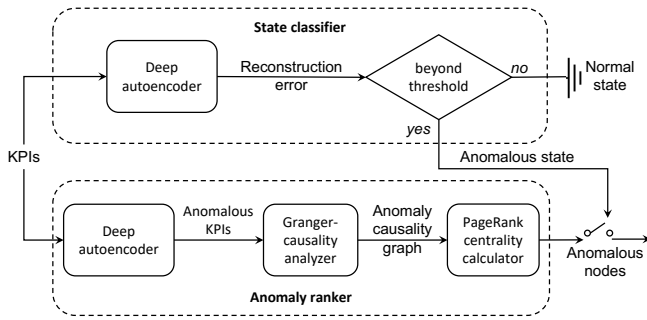 State classifier
Deep
autoencoder
Reconstruction
error
beyond
threshold
no
Normal
state
yes
KPIs
Anomalous state
Deep
autoencoder
Anomalous
KPIs
Granger-
causality
analyzer
Anomaly
causality
graph
PageRank
centrality
calculator
Anomalous
nodes
Anomaly ranker